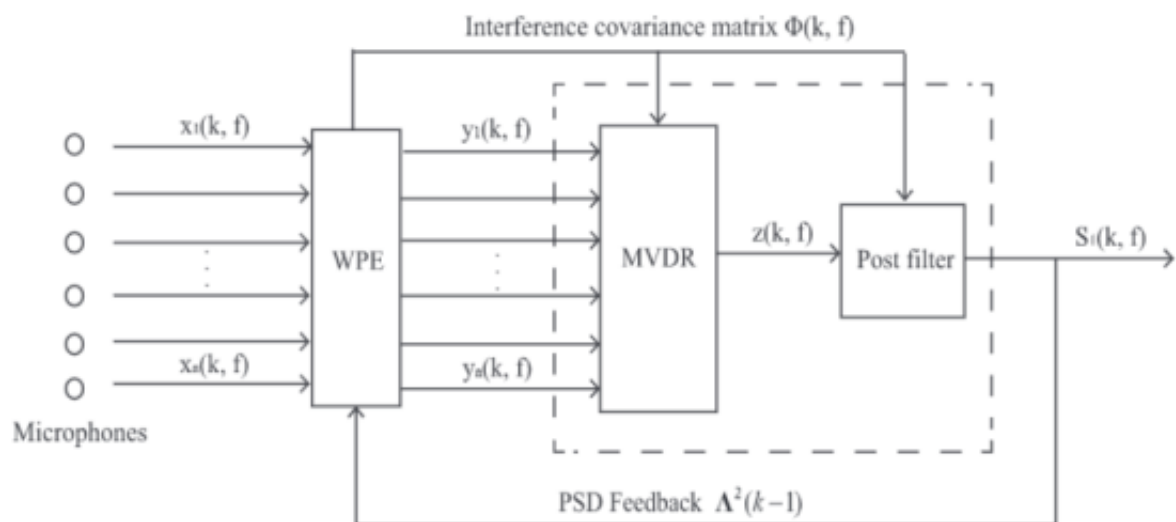 Interference covariance matrix Φ(k, f)
x₁(k, f)
y₁(k, f)
WPE
MVDR
z(k, f)
Post filter
S₁(k, f)
xₙ(k, f)
yₙ(k, f)
Microphones
PSD Feedback Λ²(k−1)